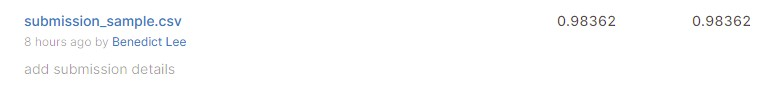 submission_sample.csv 0.98362 0.98362
8 hours ago by Benedict Lee
add submission details